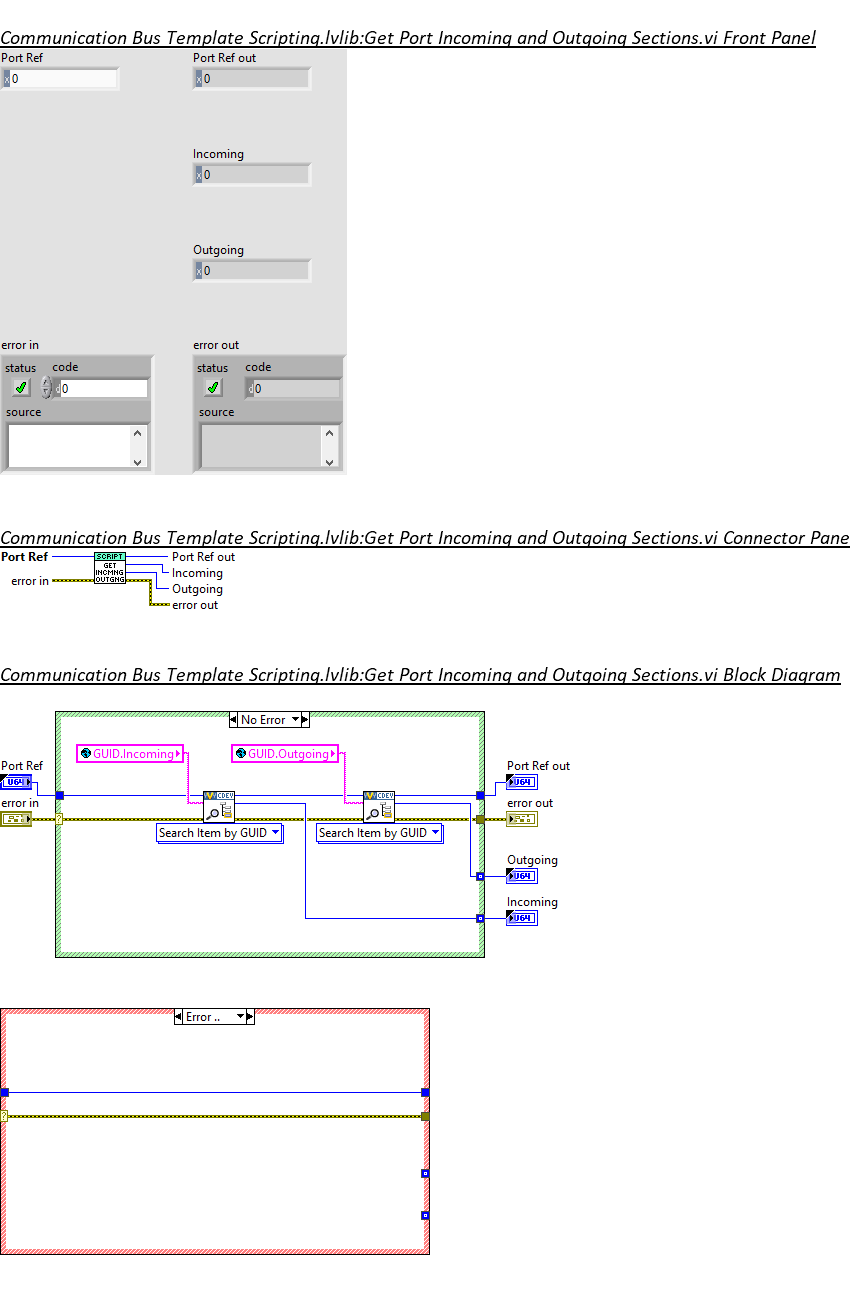 Communication Bus Template Scripting.lvlib:Get Port Incoming and Outgoing Sections.vi Front Panel
Port Ref
Port Ref out
x 0
x 0
Incoming
x 0
Outgoing
x 0
error in
error out
status code
status code
d 0
d 0
source
source
Communication Bus Template Scripting.lvlib:Get Port Incoming and Outgoing Sections.vi Connector Pane
Port Ref
error in
SCRIPT
GET
INCMNG
OUTGNG
Port Ref out
Incoming
Outgoing
error out
Communication Bus Template Scripting.lvlib:Get Port Incoming and Outgoing Sections.vi Block Diagram
No Error
GUID.Incoming
GUID.Outgoing
Port Ref
U64
Port Ref out
U64
error in
error out
?
CDEV
CDEV
Search Item by GUID
Search Item by GUID
Outgoing
U64
Incoming
U64
Error ..
?